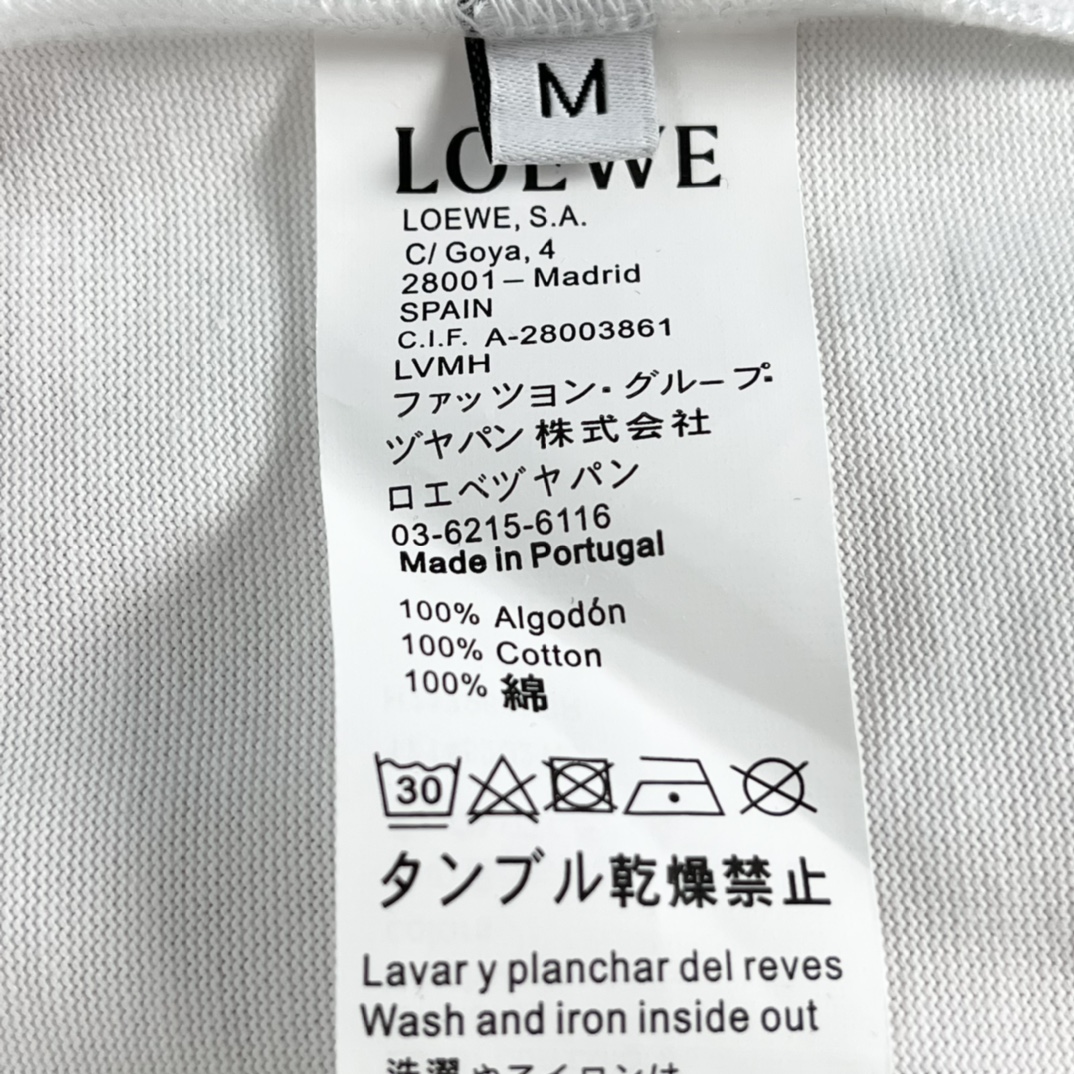 M
LOEWE
LOEWE, S.A.
C/ Goya, 4
28001 – Madrid
SPAIN
C.I.F. A-28003861
LVMH
ファッツヨン・グループ・
ヅヤパン 株式会社
ロエベヅヤパン
03-6215-6116
Made in Portugal
100% Algodón
100% Cotton
100% 綿
30
タンブル乾燥禁止
Lavar y planchar del reves
Wash and iron inside out